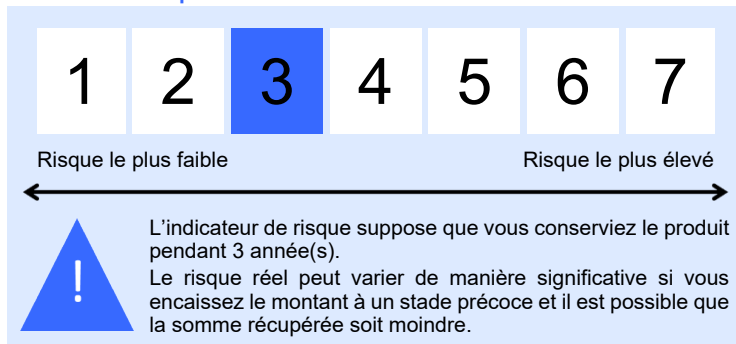 1 2 3 4 5 6 7
Risque le plus faible Risque le plus élevé
! L'indicateur de risque suppose que vous conserviez le produit
pendant 3 année(s).
Le risque réel peut varier de manière significative si vous
encaissez le montant à un stade précoce et il est possible que
la somme récupérée soit moindre.